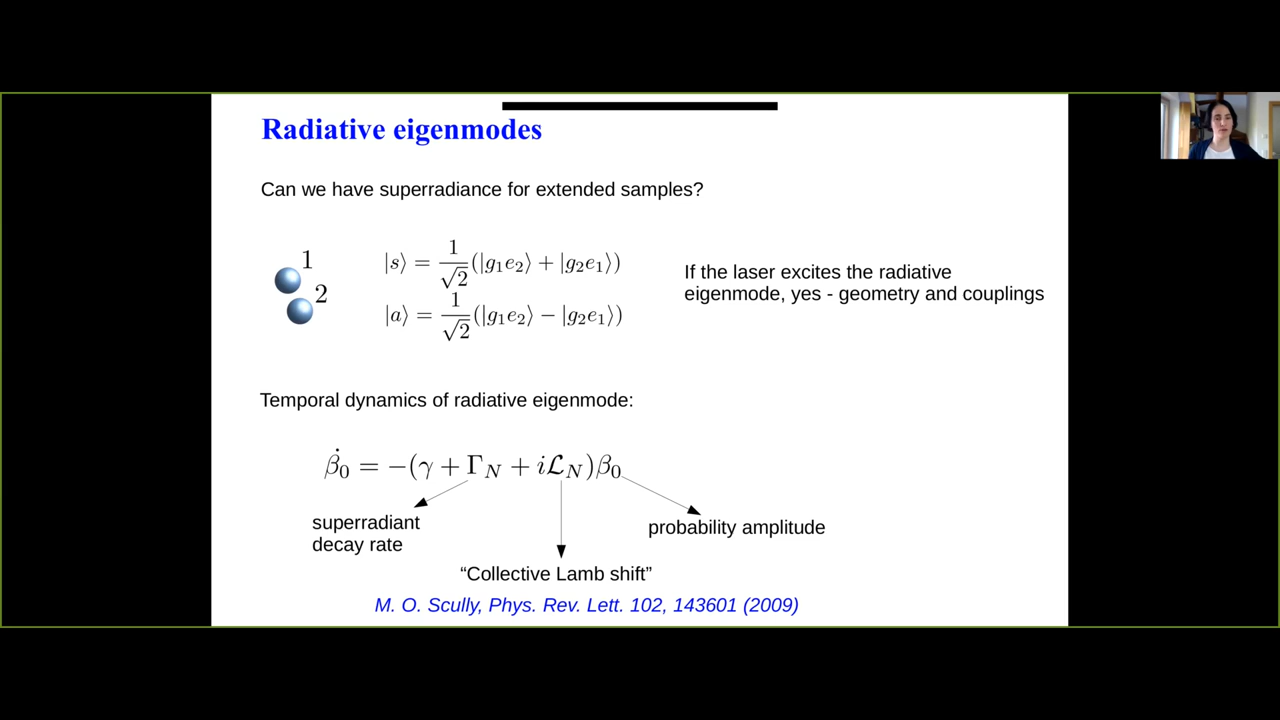 Radiative eigenmodes
Can we have superradiance for extended samples?
1
2
|s⟩ = 1/√2 (|g₁e₂⟩ + |g₂e₁⟩)
|a⟩ = 1/√2 (|g₁e₂⟩ − |g₂e₁⟩)
If the laser excites the radiative
eigenmode, yes - geometry and couplings
Temporal dynamics of radiative eigenmode:
β̇₀ = −(γ + Γ_N + iℒ_N)β₀
superradiant
decay rate
probability amplitude
“Collective Lamb shift”
M. O. Scully, Phys. Rev. Lett. 102, 143601 (2009)